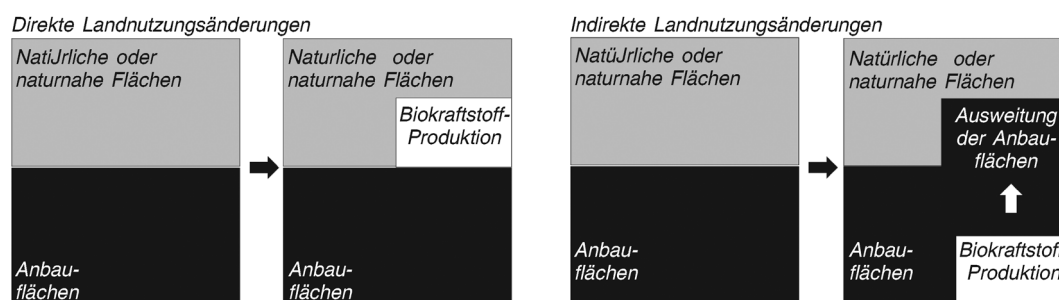 Direkte Landnutzungsänderungen
NatiJrliche oder
naturnahe Flächen
Anbau-
flächen
Naturliche oder
naturnahe Flächen
Biokraftstoff-
Produktion
Anbau-
flächen
Indirekte Landnutzungsänderungen
NatüJrliche oder
naturnahe Flächen
Anbau-
flächen
Natürliche oder
naturnahe Flächen
Ausweitung
der Anbau-
flächen
Anbau-
flächen
Biokraftstoff
Produktion